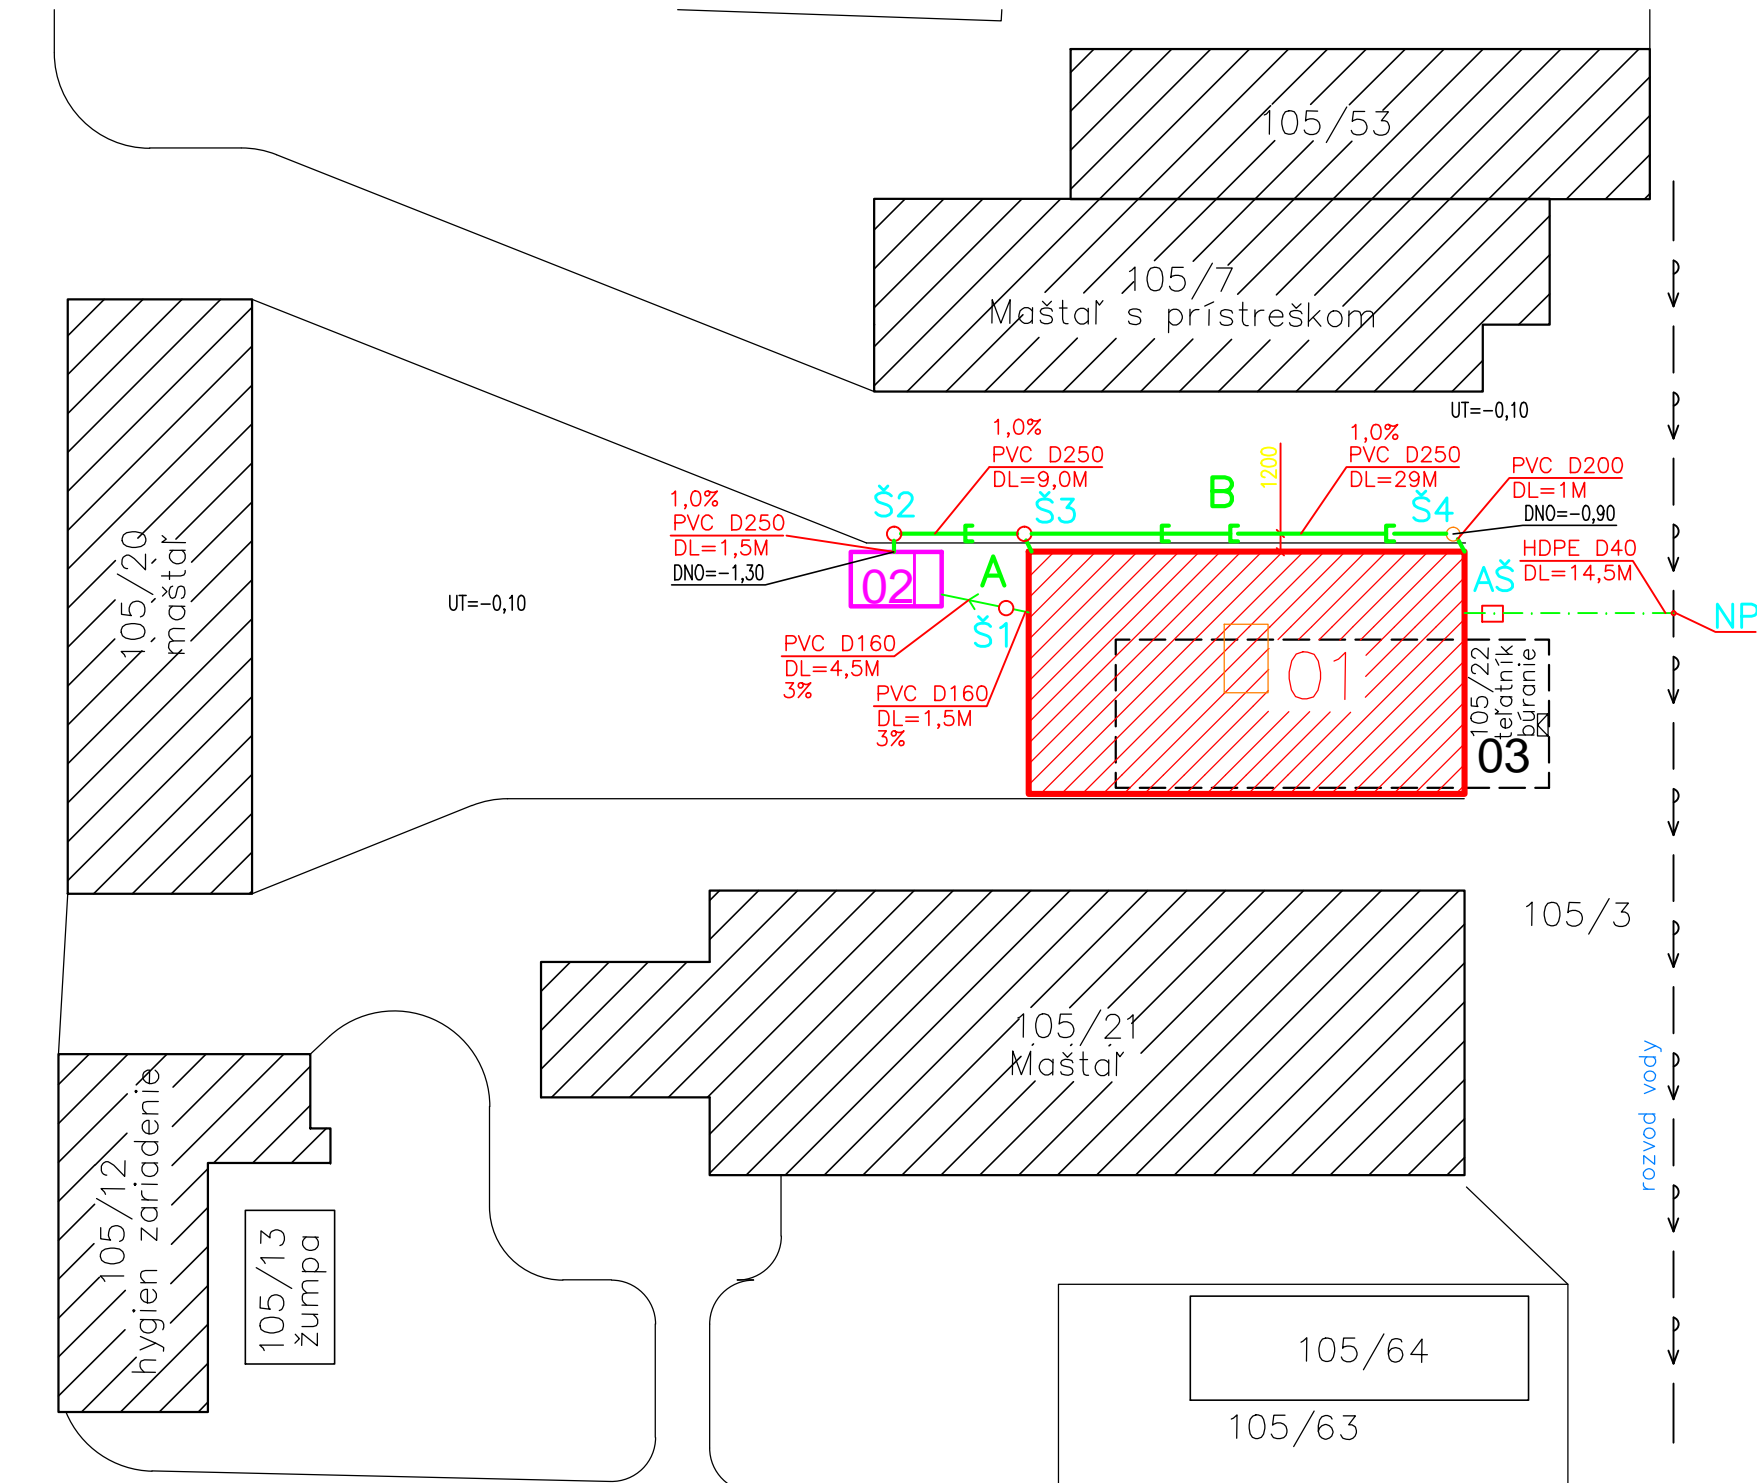 105/53
105/7
Maštaľ s prístreškom
UT=-0,10
1,0%
PVC D250
DL=9,0M
1,0%
PVC D250
DL=29M
PVC D200
DL=1M
DNO=-0,90
1200
B
Š2
Š3
Š4
1,0%
PVC D250
DL=1,5M
DNO=-1,30
HDPE D40
DL=14,5M
02
A
Š1
AŠ
NP
UT=-0,10
105/20
maštaľ
PVC D160
DL=4,5M
3%
PVC D160
DL=1,5M
3%
01
105/22
teľatník
búranie
03
105/3
105/21
Maštaľ
rozvod vody
105/12
hygien zariadenie
105/13
žumpa
105/64
105/63